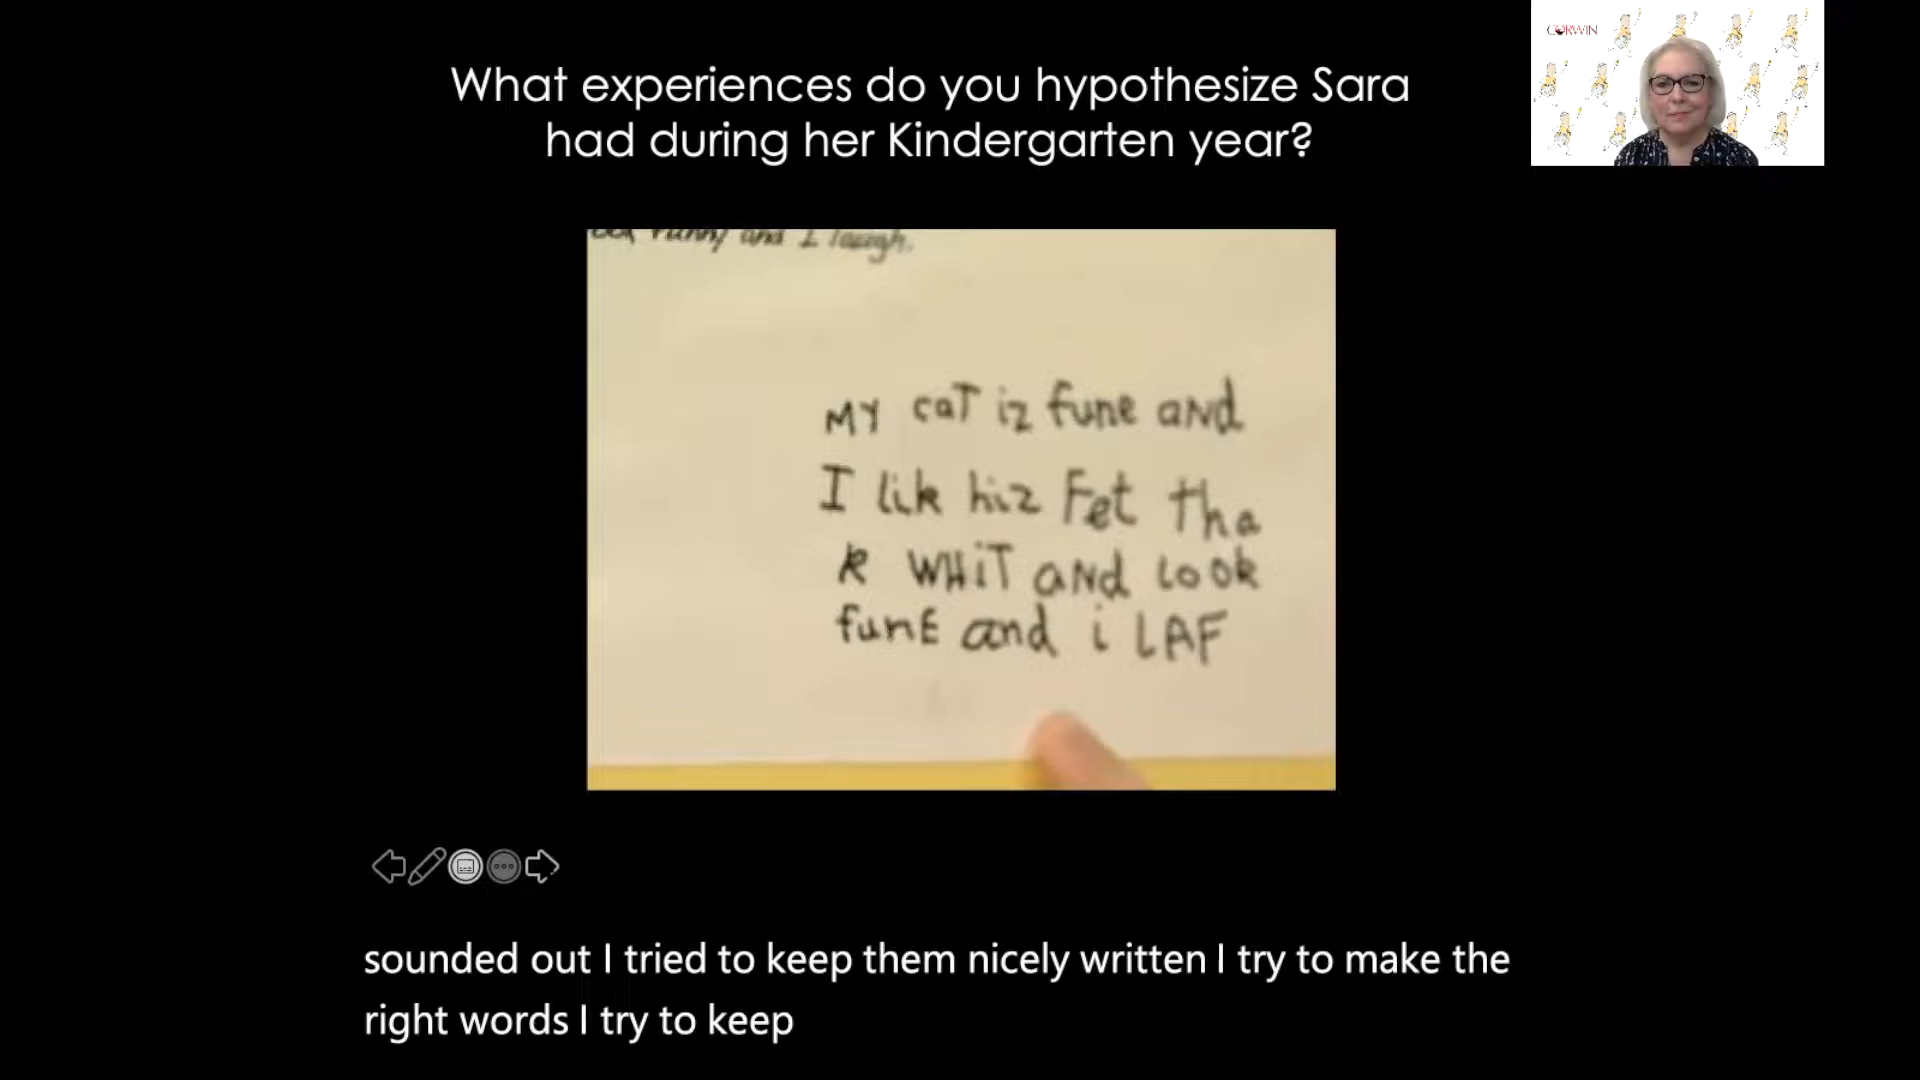 What experiences do you hypothesize Sara
had during her Kindergarten year?
CORWIN
funny and I laugh.
MY caT iz fune aNd
I lik hiz Fet Tha
R WHiT aNd Look
funE and i LAF
sounded out I tried to keep them nicely written I try to make the
right words I try to keep